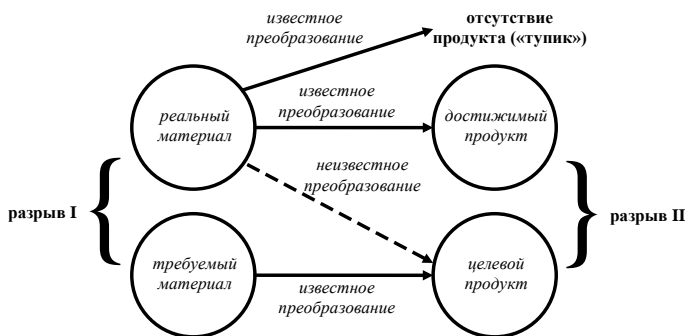 известное
преобразование
отсутствие
продукта («тупик»)
реальный
материал
известное
преобразование
достижимый
продукт
неизвестное
преобразование
разрыв I
разрыв II
требуемый
материал
известное
преобразование
целевой
продукт